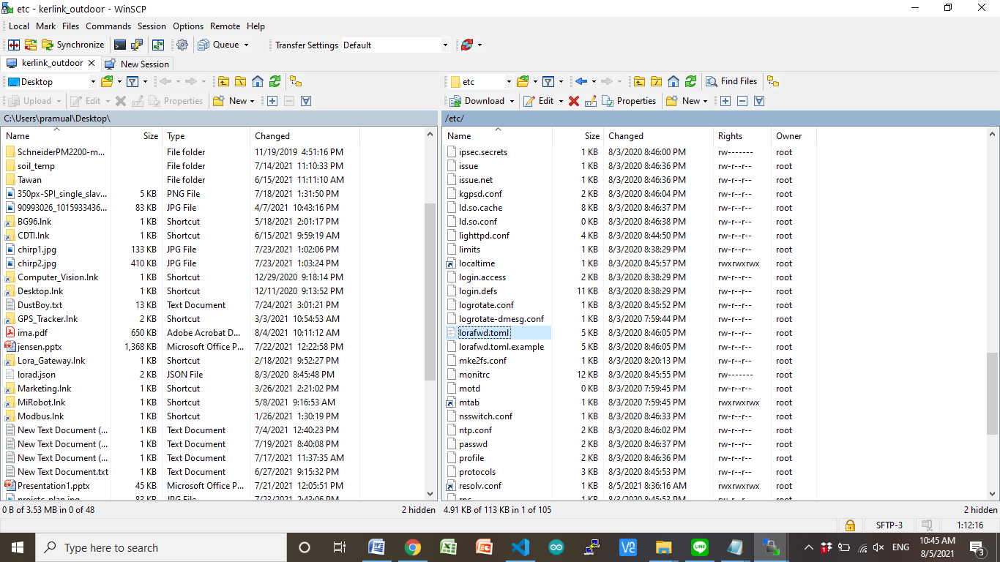 etc - kerlink_outdoor - WinSCP
Local Mark Files Commands Session Options Remote Help
Synchronize Queue Transfer Settings Default
kerlink_outdoor New Session
Desktop etc Find Files
Upload Edit Properties New Download Edit Properties New
C:\Users\pramual\Desktop\ /etc/
Name Size Type Changed Name Size Changed Rights Owner
SchneiderPM2200-m... File folder 11/19/2019 4:51:16 PM ipsec.secrets 1 KB 8/3/2020 8:46:00 PM rw------- root
soil_temp File folder 7/14/2021 11:10:33 PM issue 1 KB 8/3/2020 8:46:36 PM rw-r--r-- root
Tawan File folder 6/15/2021 11:11:10 AM issue.net 1 KB 8/3/2020 8:46:36 PM rw-r--r-- root
350px-SPI_single_slav... 5 KB PNG File 7/18/2021 1:31:50 PM kgpsd.conf 2 KB 8/3/2020 8:46:04 PM rw-r--r-- root
90993026_1015933436... 83 KB JPG File 4/7/2021 10:43:16 PM ld.so.cache 8 KB 8/3/2020 8:46:37 PM rw-r--r-- root
BG96.lnk 1 KB Shortcut 5/18/2021 2:01:17 PM ld.so.conf 0 KB 8/3/2020 8:46:38 PM rw-r--r-- root
CDTI.lnk 1 KB Shortcut 6/15/2021 9:59:19 AM lighttpd.conf 4 KB 8/3/2020 8:44:50 PM rw-r--r-- root
chirp1.jpg 133 KB JPG File 7/23/2021 1:02:06 PM limits 1 KB 8/3/2020 8:38:29 PM rw-r--r-- root
chirp2.jpg 410 KB JPG File 7/23/2021 1:03:24 PM localtime 1 KB 8/3/2020 8:45:57 PM rwxrwxrwx root
Computer_Vision.lnk 1 KB Shortcut 12/29/2020 9:18:14 PM login.access 2 KB 8/3/2020 8:38:29 PM rw-r--r-- root
Desktop.lnk 1 KB Shortcut 12/11/2020 9:13:52 PM login.defs 11 KB 8/3/2020 8:38:29 PM rw-r--r-- root
DustBoy.txt 13 KB Text Document 7/24/2021 3:01:21 PM logrotate.conf 1 KB 8/3/2020 8:45:52 PM rw-r--r-- root
GPS_Tracker.lnk 2 KB Shortcut 3/3/2021 10:54:53 AM logrotate-dmesg.conf 1 KB 8/3/2020 7:59:44 PM rw-r--r-- root
ima.pdf 650 KB Adobe Acrobat D... 8/4/2021 10:11:12 AM lorafwd.toml 5 KB 8/3/2020 8:46:05 PM rw-r--r-- root
jensen.pptx 1,368 KB Microsoft Office P... 7/22/2021 12:22:58 PM lorafwd.toml.example 5 KB 8/3/2020 8:46:05 PM rw-r--r-- root
Lora_Gateway.lnk 1 KB Shortcut 2/18/2021 9:52:27 PM mke2fs.conf 1 KB 8/3/2020 8:20:13 PM rw-r--r-- root
lorad.json 2 KB JSON File 8/3/2020 8:45:48 PM monitrc 12 KB 8/3/2020 8:45:55 PM rw------- root
Marketing.lnk 1 KB Shortcut 3/26/2021 2:21:02 PM motd 0 KB 8/3/2020 7:59:45 PM rw-r--r-- root
MiRobot.lnk 1 KB Shortcut 5/8/2021 9:16:53 AM mtab 1 KB 8/3/2020 7:59:45 PM rwxrwxrwx root
Modbus.lnk 1 KB Shortcut 1/26/2021 1:30:19 PM nsswitch.conf 1 KB 8/3/2020 8:46:33 PM rw-r--r-- root
New Text Document (... 1 KB Text Document 7/4/2021 12:40:23 PM ntp.conf 2 KB 8/3/2020 8:46:02 PM rw-r--r-- root
New Text Document (... 1 KB Text Document 7/19/2021 8:40:08 PM passwd 2 KB 8/3/2020 8:46:37 PM rw-r--r-- root
New Text Document (... 1 KB Text Document 7/17/2021 11:37:35 AM profile 2 KB 8/3/2020 8:46:36 PM rw-r--r-- root
New Text Document.txt 1 KB Text Document 6/27/2021 9:15:32 PM protocols 3 KB 8/3/2020 8:45:53 PM rw-r--r-- root
Presentation1.pptx 45 KB Microsoft Office P... 7/21/2021 12:05:51 PM resolv.conf 1 KB 8/5/2021 8:36:16 AM rwxrwxrwx root
0 B of 3.53 MB in 0 of 48 2 hidden 4.91 KB of 113 KB in 1 of 105 2 hidden
SFTP-3 1:12:16
Type here to search ENG 10:45 AM
8/5/2021 3